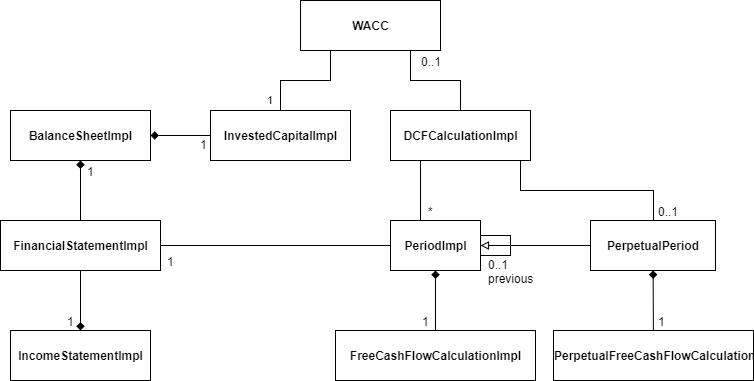 WACC
0..1
1
BalanceSheetImpl
1
InvestedCapitalImpl
DCFCalculationImpl
1
*
0..1
FinancialStatementImpl
1
PeriodImpl
0..1
previous
PerpetualPeriod
1
1
1
IncomeStatementImpl
FreeCashFlowCalculationImpl
PerpetualFreeCashFlowCalculation